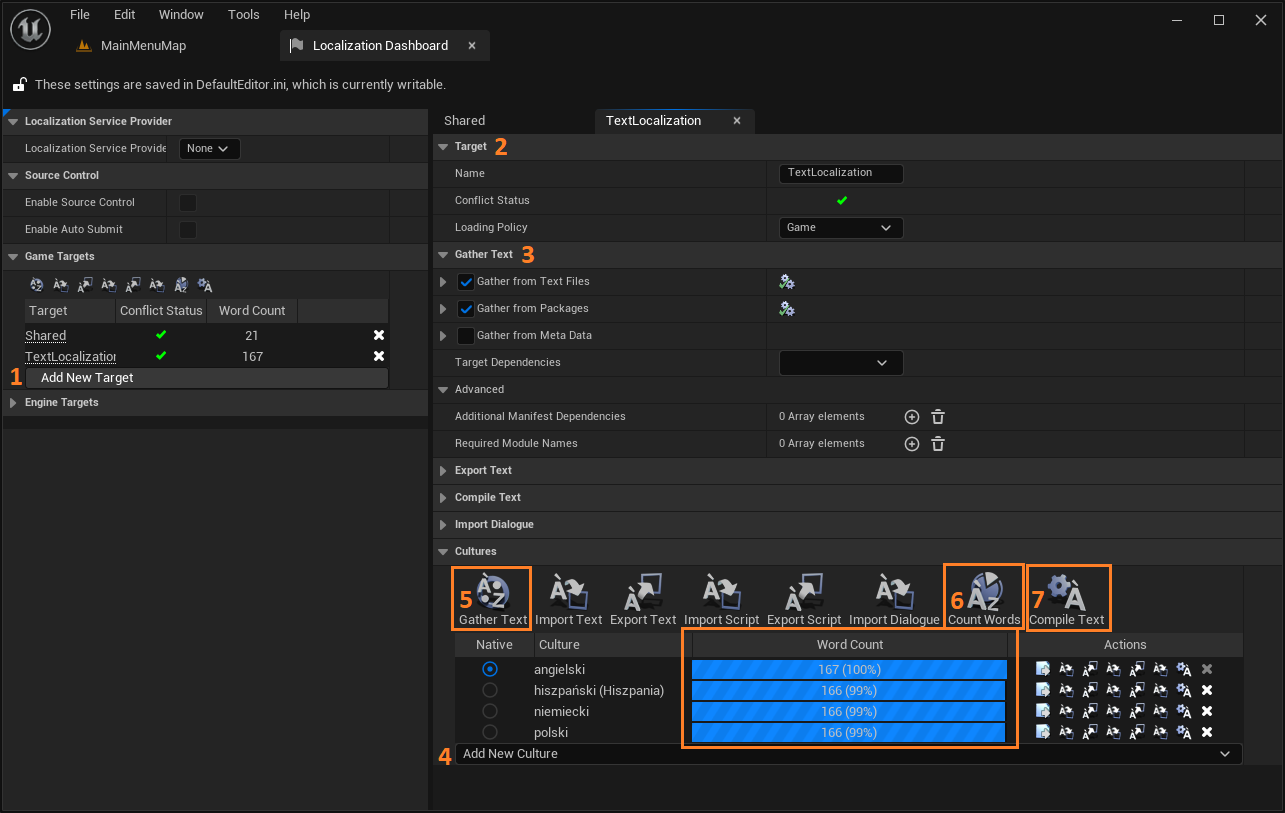 File Edit Window Tools Help
MainMenuMap Localization Dashboard
These settings are saved in DefaultEditor.ini, which is currently writable.
Localization Service Provider
Localization Service Provide None
Source Control
Enable Source Control
Enable Auto Submit
Game Targets
Target Conflict Status Word Count
Shared 21
TextLocalization 167
1 Add New Target
Engine Targets
Shared TextLocalization
Target 2
Name TextLocalization
Conflict Status
Loading Policy Game
Gather Text 3
Gather from Text Files
Gather from Packages
Gather from Meta Data
Target Dependencies
Advanced
Additional Manifest Dependencies 0 Array elements
Required Module Names 0 Array elements
Export Text
Compile Text
Import Dialogue
Cultures
5 6 7
Gather Text Import Text Export Text Import Script Export Script Import Dialogue Count Words Compile Text
Native Culture Word Count Actions
angielski 167 (100%)
hiszpański (Hiszpania) 166 (99%)
niemiecki 166 (99%)
polski 166 (99%)
4 Add New Culture